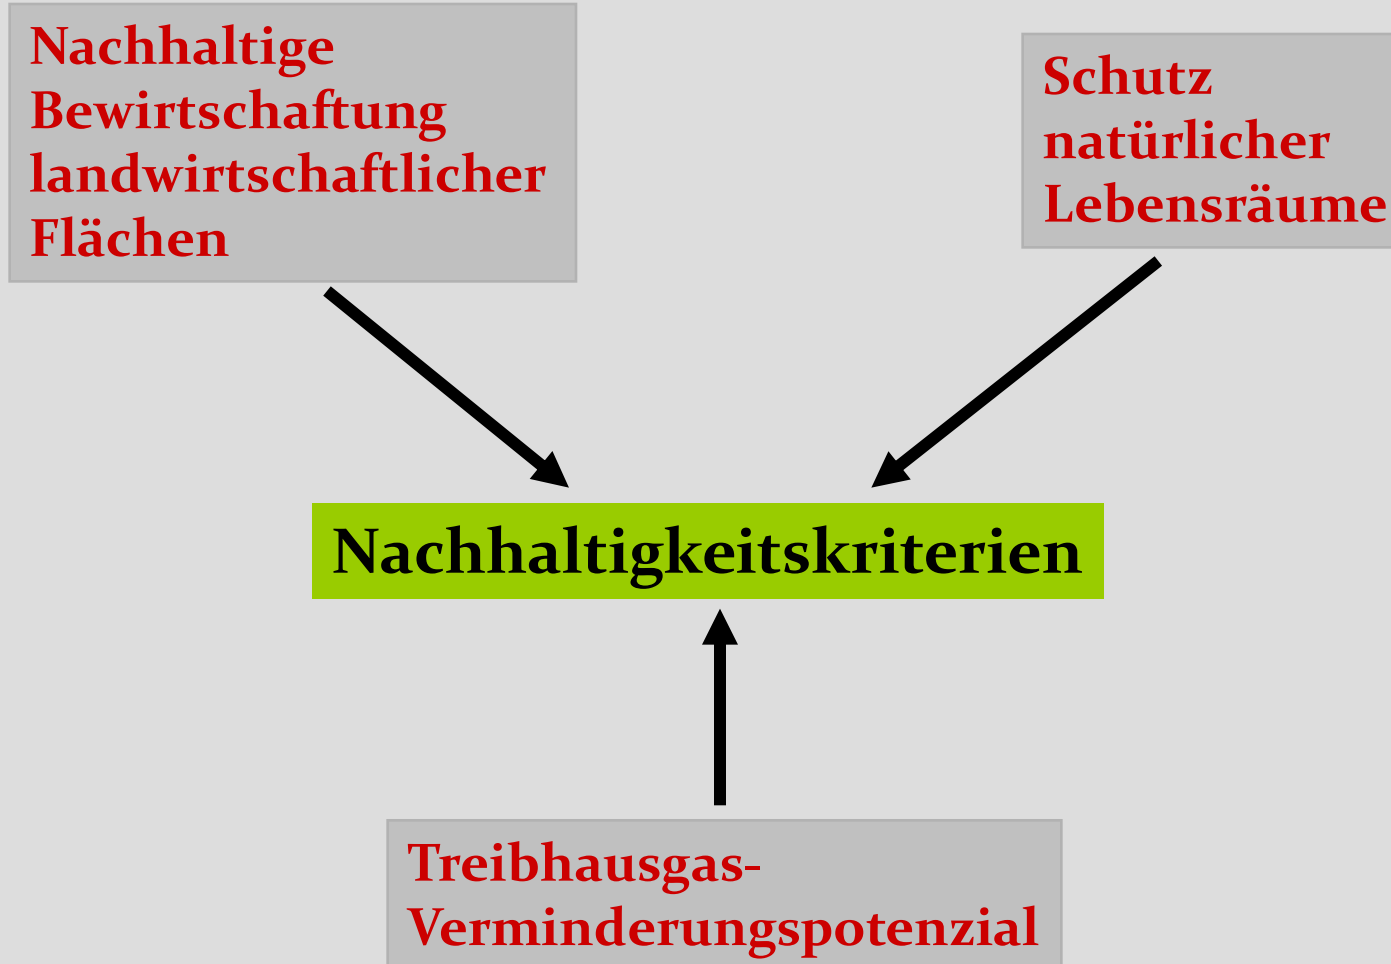 Nachhaltige
Bewirtschaftung
landwirtschaftlicher
Flächen
Schutz
natürlicher
Lebensräume
Nachhaltigkeitskriterien
Treibhausgas-
Verminderungspotenzial